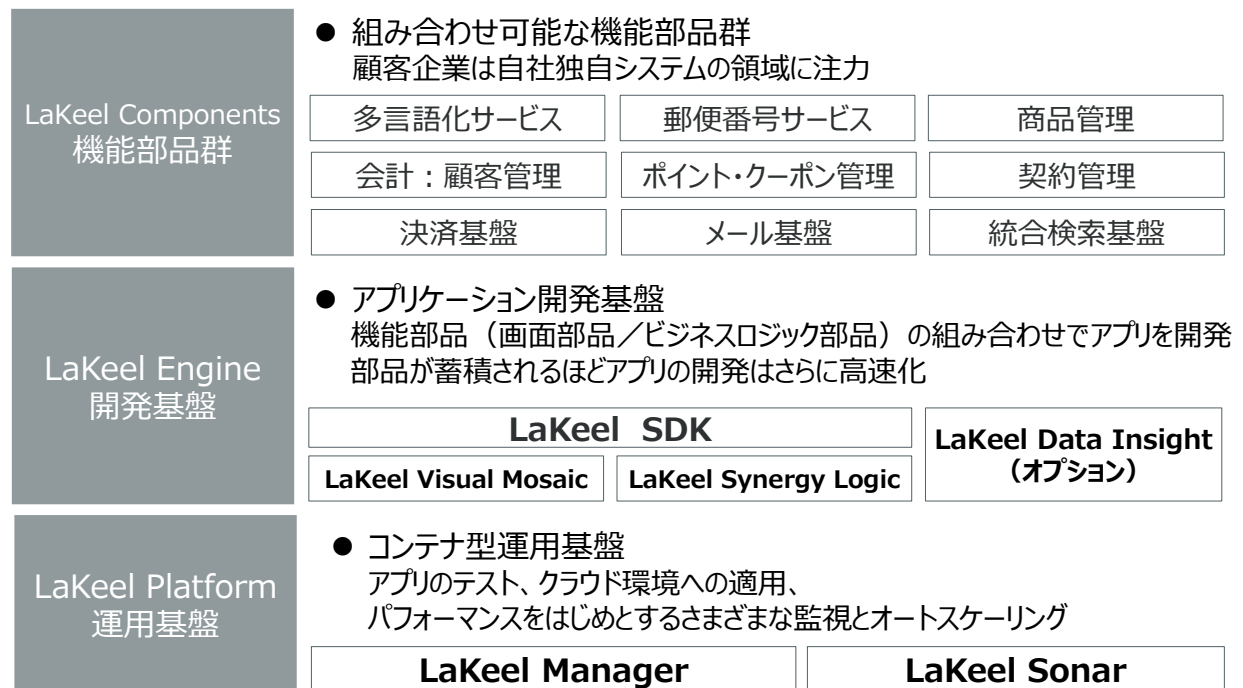 LaKeel Components
機能部品群
● 組み合わせ可能な機能部品群
顧客企業は自社独自システムの領域に注力
多言語化サービス
郵便番号サービス
商品管理
会計：顧客管理
ポイント・クーポン管理
契約管理
決済基盤
メール基盤
統合検索基盤
LaKeel Engine
開発基盤
● アプリケーション開発基盤
機能部品（画面部品／ビジネスロジック部品）の組み合わせでアプリを開発
部品が蓄積されるほどアプリの開発はさらに高速化
LaKeel SDK
LaKeel Visual Mosaic
LaKeel Synergy Logic
LaKeel Data Insight
（オプション）
LaKeel Platform
運用基盤
● コンテナ型運用基盤
アプリのテスト、クラウド環境への適用、
パフォーマンスをはじめとするさまざまな監視とオートスケーリング
LaKeel Manager
LaKeel Sonar